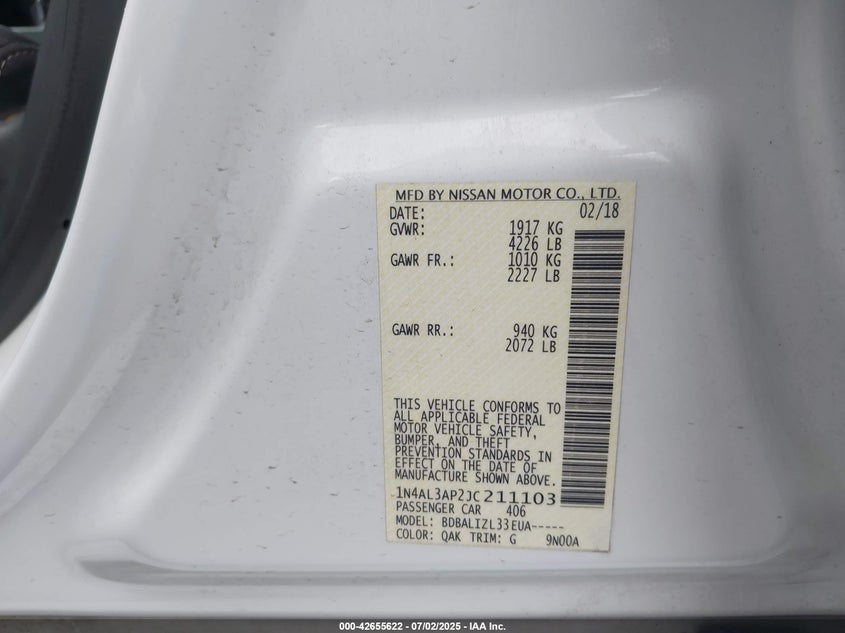 MFD BY NISSAN MOTOR CO., LTD.
DATE: 02/18
GVWR: 1917 KG
4226 LB
GAWR FR.: 1010 KG
2227 LB
GAWR RR.: 940 KG
2072 LB
THIS VEHICLE CONFORMS TO
ALL APPLICABLE FEDERAL
MOTOR VEHICLE SAFETY,
BUMPER, AND THEFT
PREVENTION STANDARDS IN
EFFECT ON THE DATE OF
MANUFACTURE SHOWN ABOVE.
1N4AL3AP2JC211103
PASSENGER CAR 406
MODEL: BDBALIZL33EUA-----
COLOR: QAK TRIM: G 9N00A
000-42655622 - 07/02/2025 - IAA Inc.